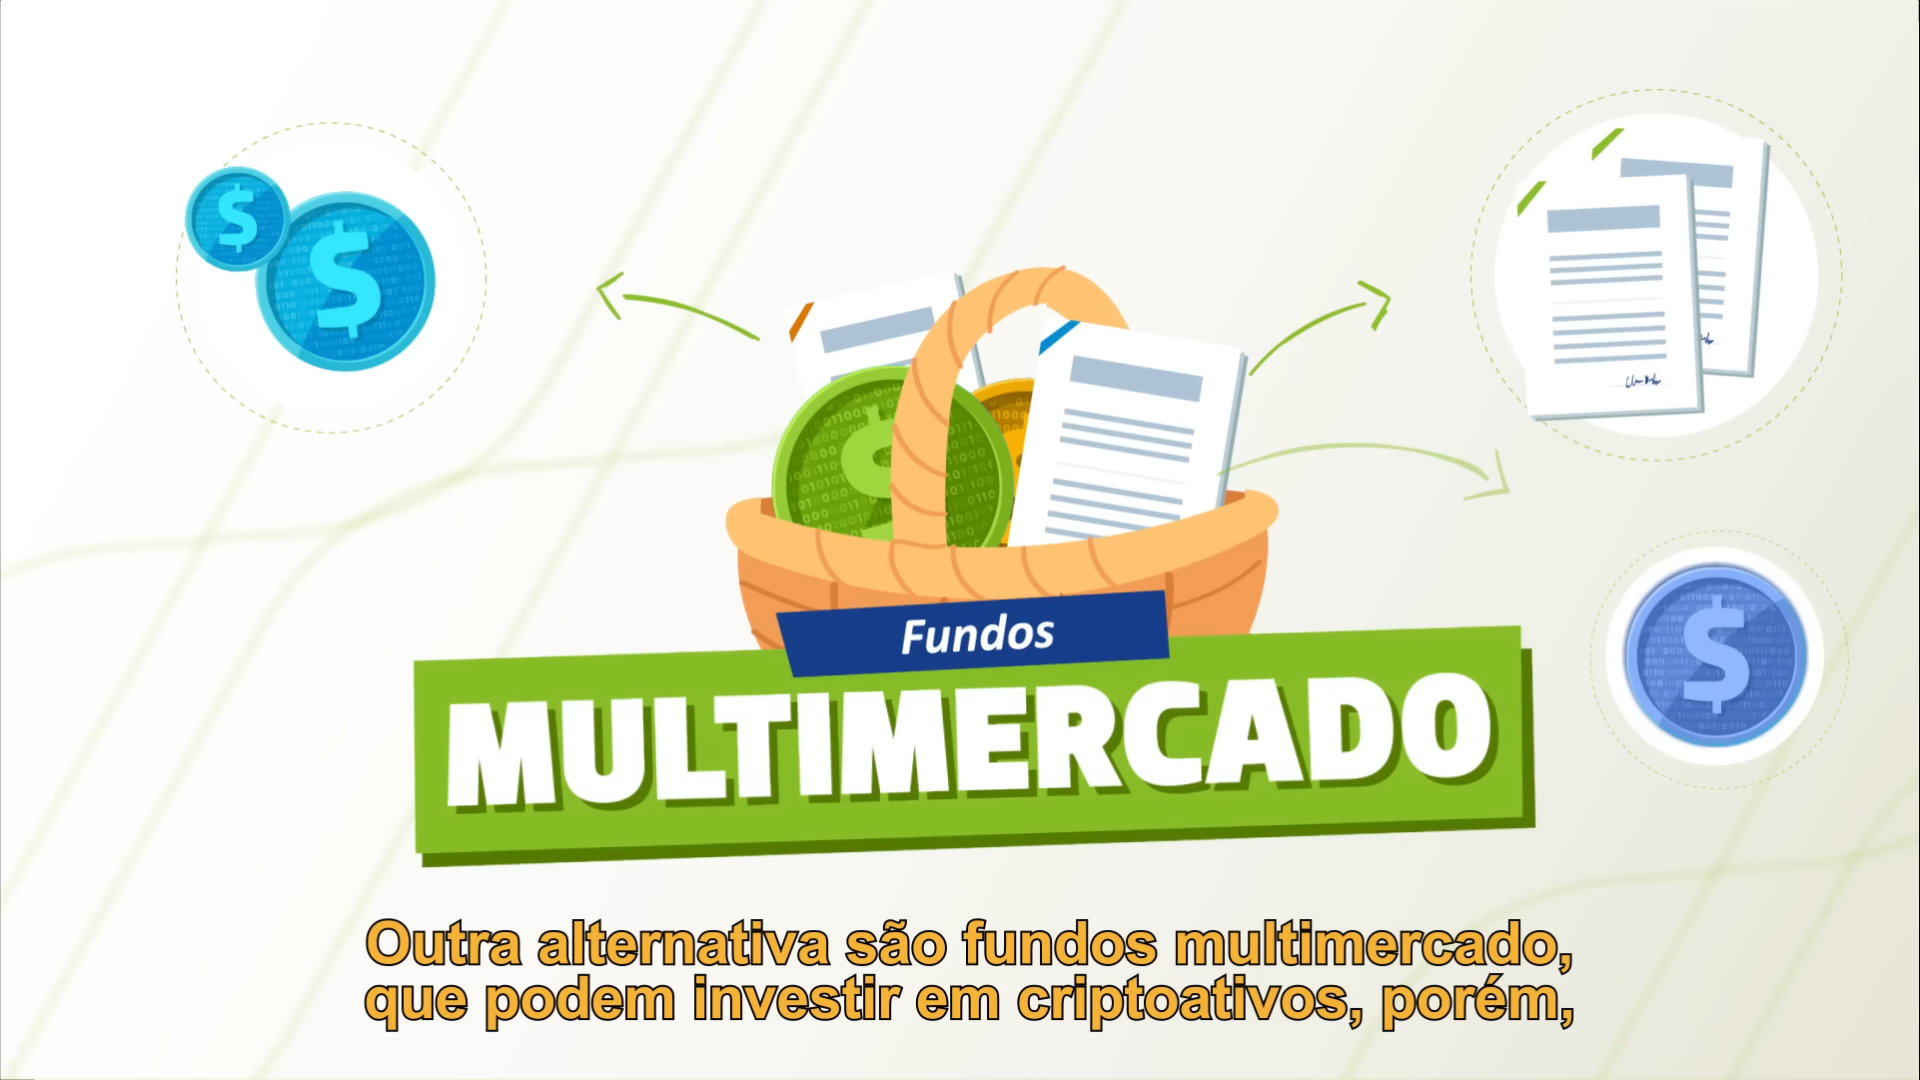 Fundos
MULTIMERCADO
Outra alternativa são fundos multimercado,
que podem investir em criptoativos, porém,